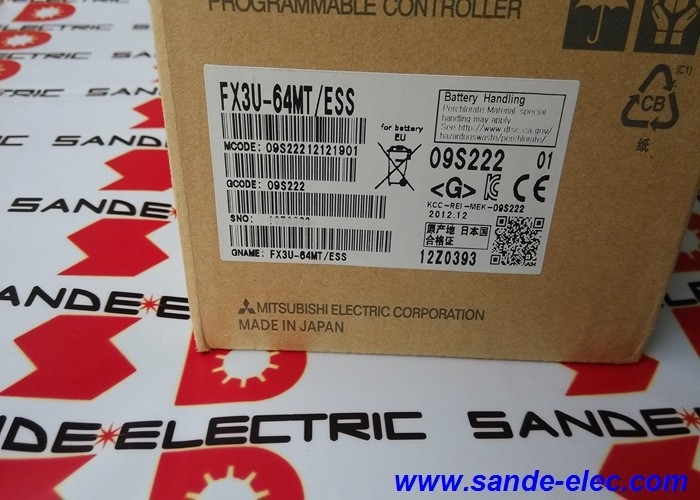 PROGRAMMABLE CONTROLLER
FX3U-64MT/ESS
MCODE: 09S22212121901
GCODE: 09S222
SNO:
GNAME: FX3U-64MT/ESS
for battery
EU
Battery Handling
Perchlorate Material special
handling may apply.
See http://www.dtsc.ca.gov/
hazardouswaste/perchlorate/
09S222 01
<G> CE
KCC-REI-MEK-09S222
2012.12
原产地 日本国
合格证
12Z0393
(C1)
CB
纸
MITSUBISHI ELECTRIC CORPORATION
MADE IN JAPAN
SANDE
SANDE ELECTRIC
SANDE
SANDE ELECTRIC
SANDE
www.sande-elec.com